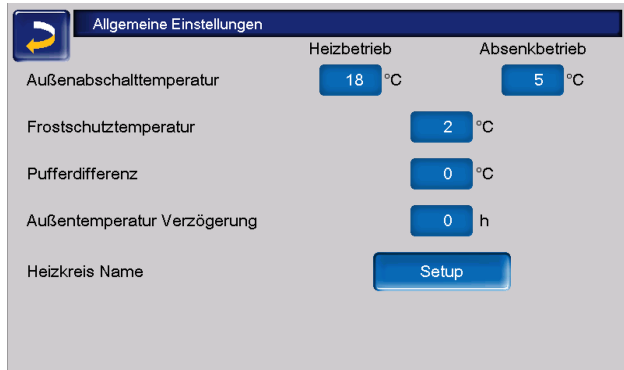 Allgemeine Einstellungen
Heizbetrieb Absenkbetrieb
Außenabschalttemperatur 18 °C 5 °C
Frostschutztemperatur 2 °C
Pufferdifferenz 0 °C
Außentemperatur Verzögerung 0 h
Heizkreis Name Setup